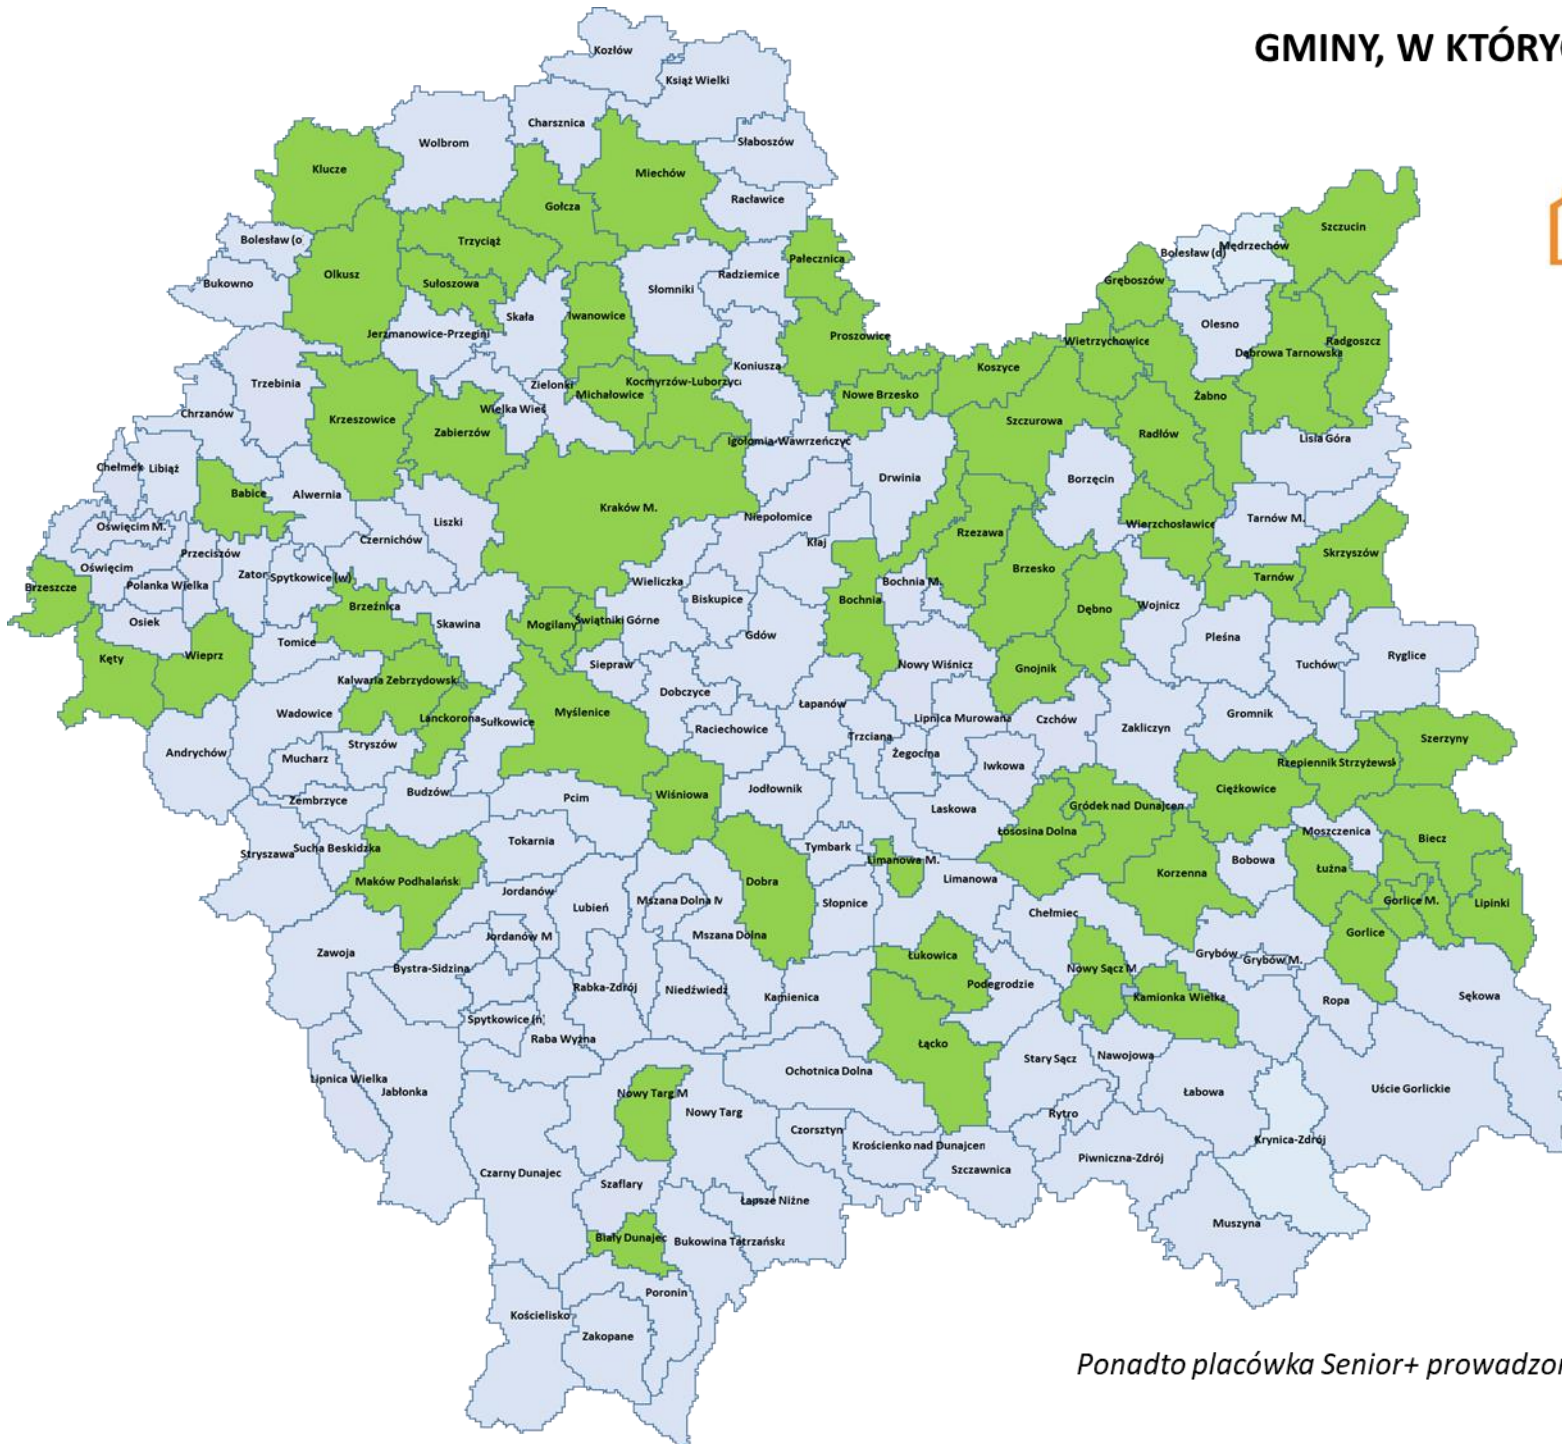 GMINY, W KTÓRYC
Kozłów
Książ Wielki
Charsznica
Wolbrom
Słaboszów
Klucze
Miechów
Racławice
Gołcza
Szczucin
Bolesław (o
Trzyciąż
Mędrzechów
Bolesław (d)
Pałecznica
Olkusz
Radziemice
Bukowno
Sułoszowa
Słomniki
Gręboszów
Skała
Iwanowice
Olesno
Jerzmanowice-Przegini
Proszowice
Wietrzychowice
Radgoszcz
Dąbrowa Tarnowska
Koniusza
Koszyce
Trzebinia
Zielonki
Kocmyrzów-Luborzyca
Michałowice
Nowe Brzesko
Żabno
Chrzanów
Wielka Wieś
Krzeszowice
Szczurowa
Zabierzów
Radłów
Lisia Góra
Igołomia-Wawrzeńczyc
Chełmek
Libiąż
Drwinia
Borzęcin
Babice
Alwernia
Kraków M.
Niepołomice
Tarnów M.
Liszki
Wierzchosławice
Oświęcim M.
Rzezawa
Czernichów
Kłaj
Przeciszów
Skrzyszów
Oświęcim
Brzesko
Zator
Spytkowice (w)
Tarnów
Wieliczka
Bochnia M.
Brzeszcze
Polanka Wielka
Biskupice
Bochnia
Brzeźnica
Wojnicz
Dębno
Osiek
Skawina
Mogilany
Świątniki Górne
Gdów
Pleśna
Tomice
Kęty
Wieprz
Siepraw
Nowy Wiśnicz
Gnojnik
Tuchów
Ryglice
Kalwaria Zebrzydowsk
Dobczyce
Łapanów
Wadowice
Lanckorona
Sułkowice
Myślenice
Lipnica Murowana
Czchów
Gromnik
Raciechowice
Trzciana
Zakliczyn
Szerzyny
Stryszów
Andrychów
Mucharz
Żegocina
Iwkowa
Rzepiennik Strzyżewsk
Budzów
Jodłownik
Ciężkowice
Zembrzyce
Pcim
Wiśniowa
Laskowa
Gródek nad Dunajcem
Łososina Dolna
Moszczenica
Biecz
Tokarnia
Sucha Beskidzka
Stryszawa
Tymbark
Limanowa M.
Bobowa
Łużna
Maków Podhalański
Dobra
Limanowa
Korzenna
Jordanów
Mszana Dolna M
Słopnice
Gorlice M.
Lipinki
Lubień
Chełmiec
Jordanów M
Mszana Dolna
Gorlice
Zawoja
Łukowica
Grybów
Grybów M.
Bystra-Sidzina
Nowy Sącz M
Podegrodzie
Rabka-Zdrój
Niedźwiedź
Kamienica
Kamionka Wielka
Ropa
Sękowa
Spytkowice (n)
Raba Wyżna
Łącko
Stary Sącz
Nawojowa
Ochotnica Dolna
Lipnica Wielka
Jabłonka
Nowy Targ M
Łabowa
Uście Gorlickie
Nowy Targ
Rytro
Czorsztyn
Krościenko nad Dunajcem
Krynica-Zdrój
Piwniczna-Zdrój
Szczawnica
Czarny Dunajec
Szaflary
Łapsze Niżne
Muszyna
Biały Dunajec
Bukowina Tatrzańska
Poronin
Kościelisko
Zakopane
Ponadto placówka Senior+ prowadzon